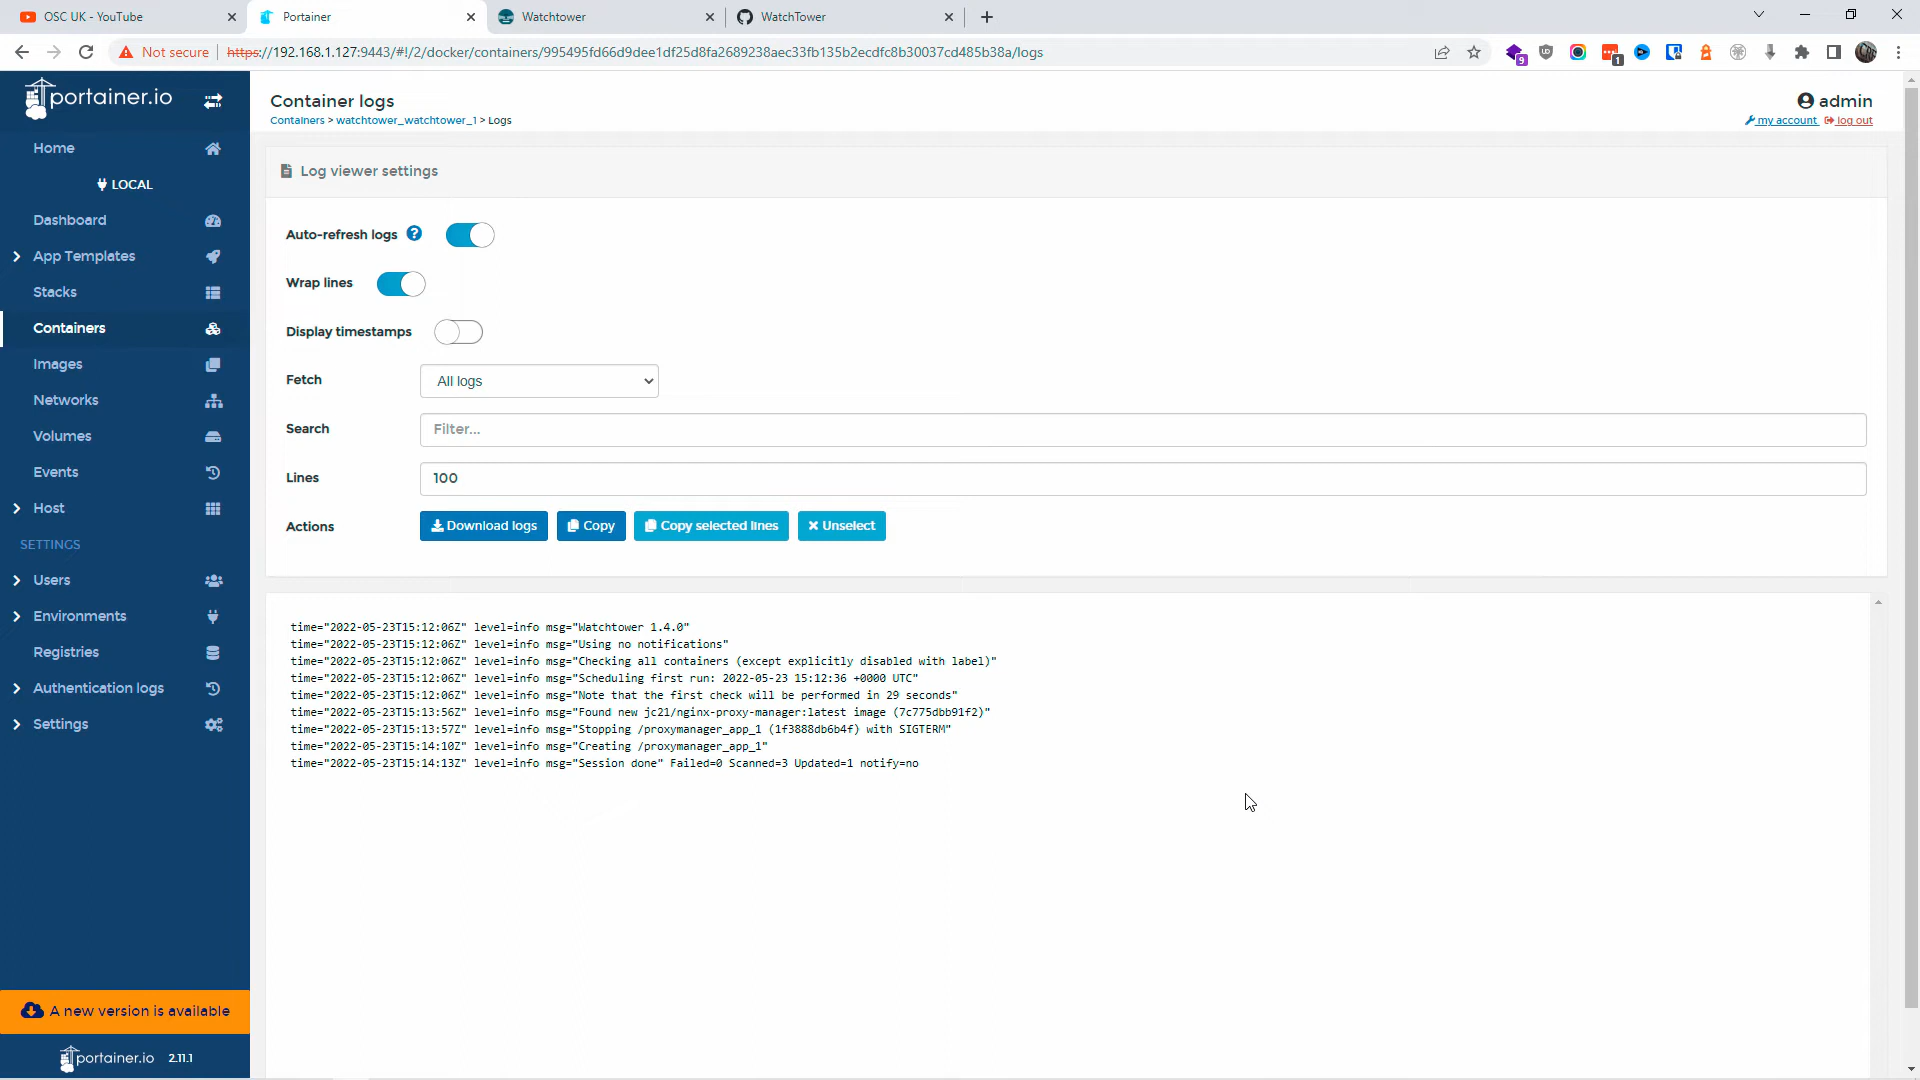 OSC UK - YouTube
Portainer
Watchtower
WatchTower
Not secure
https://192.168.1.127:9443/#!/2/docker/containers/995495fd66d9dee1df25d8fa2689238aec33fb135b2ecdfc8b30037cd485b38a/logs
9
1
portainer.io
Home
LOCAL
Dashboard
App Templates
Stacks
Containers
Images
Networks
Volumes
Events
Host
SETTINGS
Users
Environments
Registries
Authentication logs
Settings
A new version is available
portainer.io 2.11.1
Container logs
Containers > watchtower_watchtower_1 > Logs
admin
my account log out
Log viewer settings
Auto-refresh logs
Wrap lines
Display timestamps
Fetch All logs
Search Filter...
Lines 100
Actions Download logs Copy Copy selected lines Unselect
time="2022-05-23T15:12:06Z" level=info msg="Watchtower 1.4.0"
time="2022-05-23T15:12:06Z" level=info msg="Using no notifications"
time="2022-05-23T15:12:06Z" level=info msg="Checking all containers (except explicitly disabled with label)"
time="2022-05-23T15:12:06Z" level=info msg="Scheduling first run: 2022-05-23 15:12:36 +0000 UTC"
time="2022-05-23T15:12:06Z" level=info msg="Note that the first check will be performed in 29 seconds"
time="2022-05-23T15:13:56Z" level=info msg="Found new jc21/nginx-proxy-manager:latest image (7c775dbb91f2)"
time="2022-05-23T15:13:57Z" level=info msg="Stopping /proxymanager_app_1 (1f3888db6b4f) with SIGTERM"
time="2022-05-23T15:14:10Z" level=info msg="Creating /proxymanager_app_1"
time="2022-05-23T15:14:13Z" level=info msg="Session done" Failed=0 Scanned=3 Updated=1 notify=no